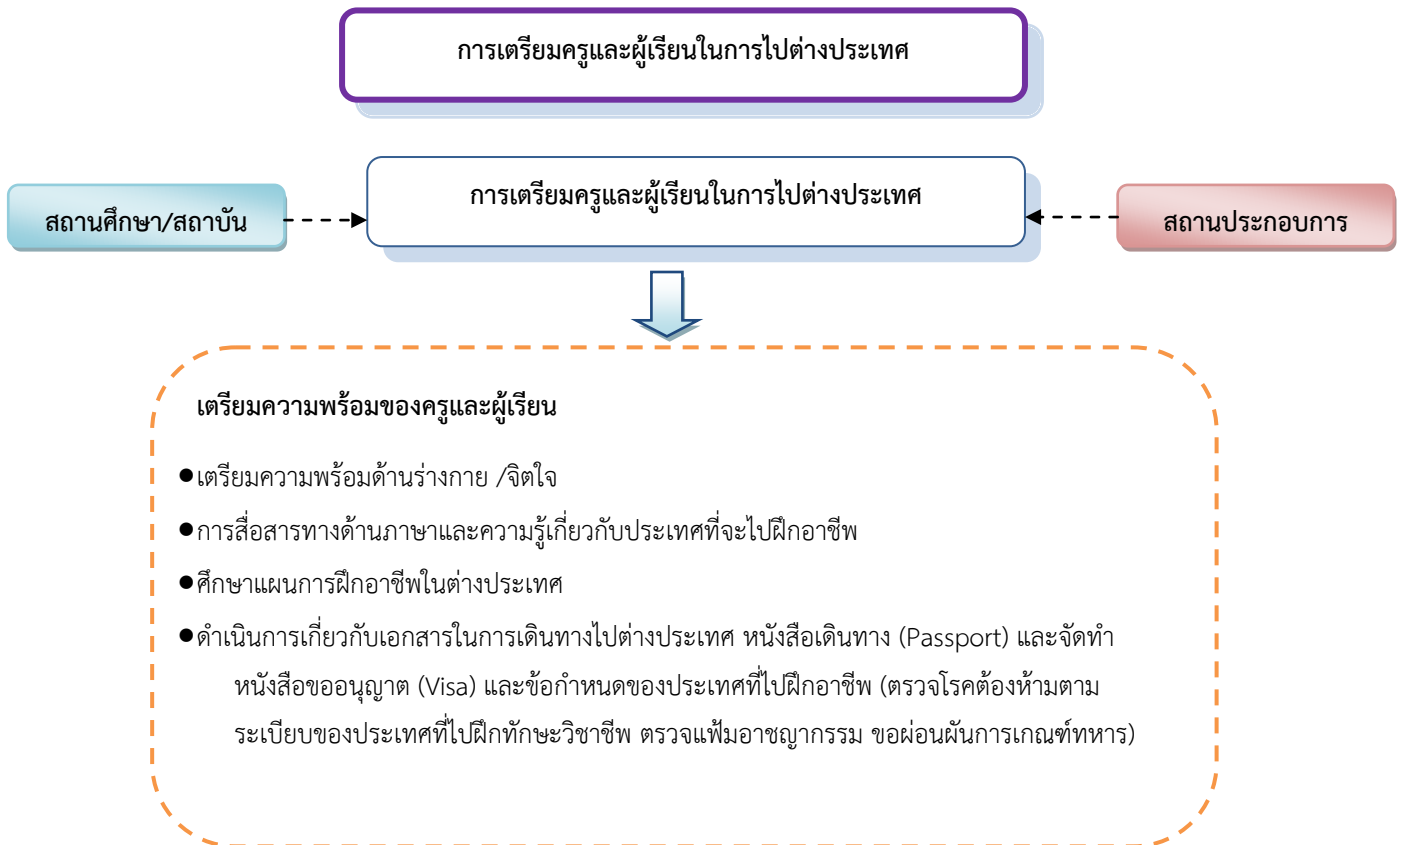 การเตรียมครูและผู้เรียนในการไปต่างประเทศ
การเตรียมครูและผู้เรียนในการไปต่างประเทศ
สถานศึกษา/สถาบัน
สถานประกอบการ
เตรียมความพร้อมของครูและผู้เรียน
●เตรียมความพร้อมด้านร่างกาย /จิตใจ
●การสื่อสารทางด้านภาษาและความรู้เกี่ยวกับประเทศที่จะไปฝึกอาชีพ
●ศึกษาแผนการฝึกอาชีพในต่างประเทศ
●ดำเนินการเกี่ยวกับเอกสารในการเดินทางไปต่างประเทศ หนังสือเดินทาง (Passport) และจัดทำ
หนังสือขออนุญาต (Visa) และข้อกำหนดของประเทศที่ไปฝึกอาชีพ (ตรวจโรคต้องห้ามตาม
ระเบียบของประเทศที่ไปฝึกทักษะวิชาชีพ ตรวจแฟ้มอาชญากรรม ขอผ่อนผันการเกณฑ์ทหาร)